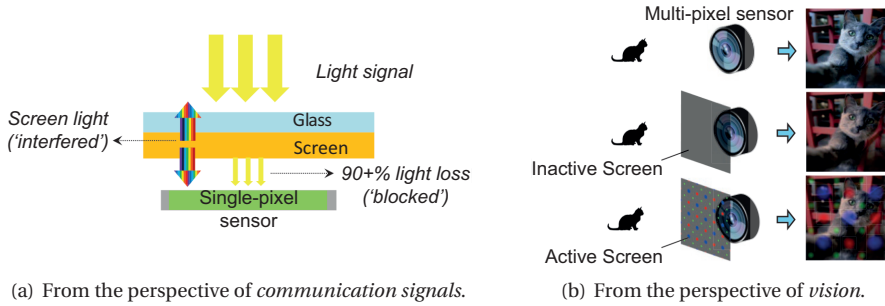 Light signal
Screen light
('interfered')
Glass
Screen
90+% light loss
('blocked')
Single-pixel
sensor
(a) From the perspective of communication signals.
Multi-pixel sensor
Inactive Screen
Active Screen
(b) From the perspective of vision.